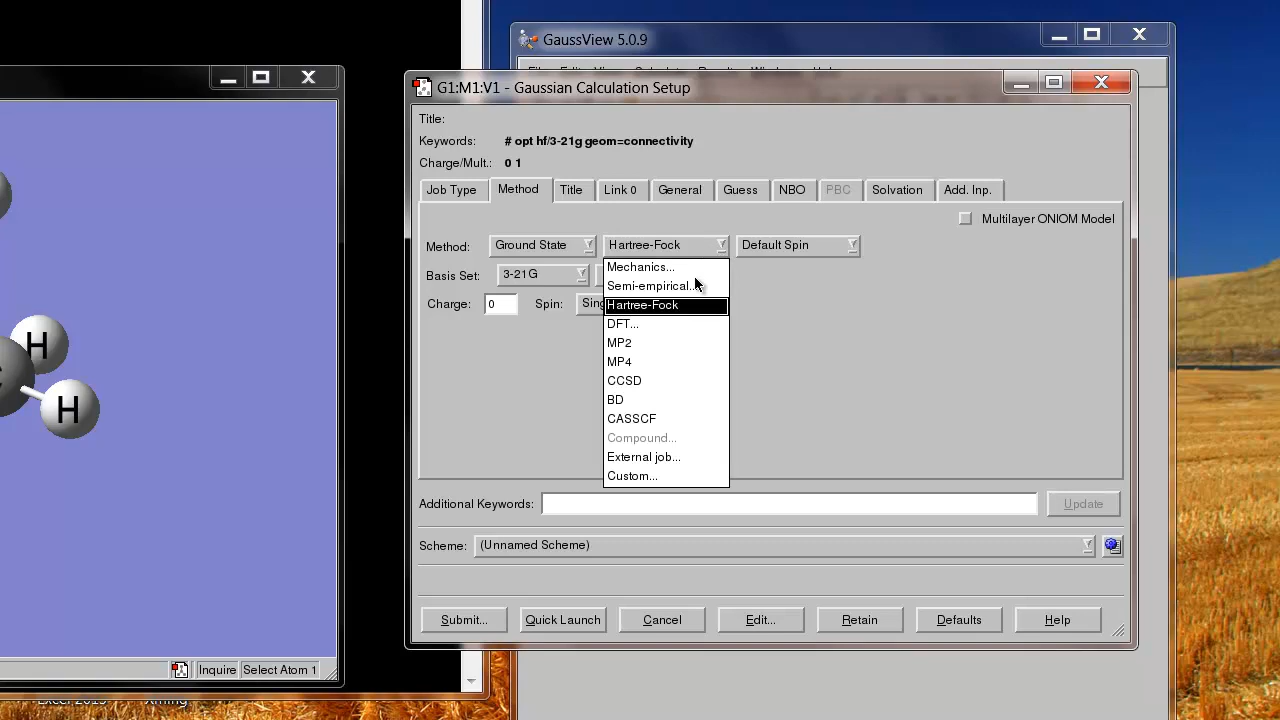 GaussView 5.0.9
G1:M1:V1 - Gaussian Calculation Setup
Title:
Keywords: # opt hf/3-21g geom=connectivity
Charge/Mult.: 0 1
Job Type Method Title Link 0 General Guess NBO PBC Solvation Add. Inp.
Multilayer ONIOM Model
Method: Ground State Hartree-Fock Default Spin
Basis Set: 3-21G
Charge: 0 Spin:
Mechanics...
Semi-empirical...
Hartree-Fock
DFT...
MP2
MP4
CCSD
BD
CASSCF
Compound...
External job...
Custom...
Additional Keywords: Update
Scheme: (Unnamed Scheme)
Submit... Quick Launch Cancel Edit... Retain Defaults Help
H
H
Inquire Select Atom 1